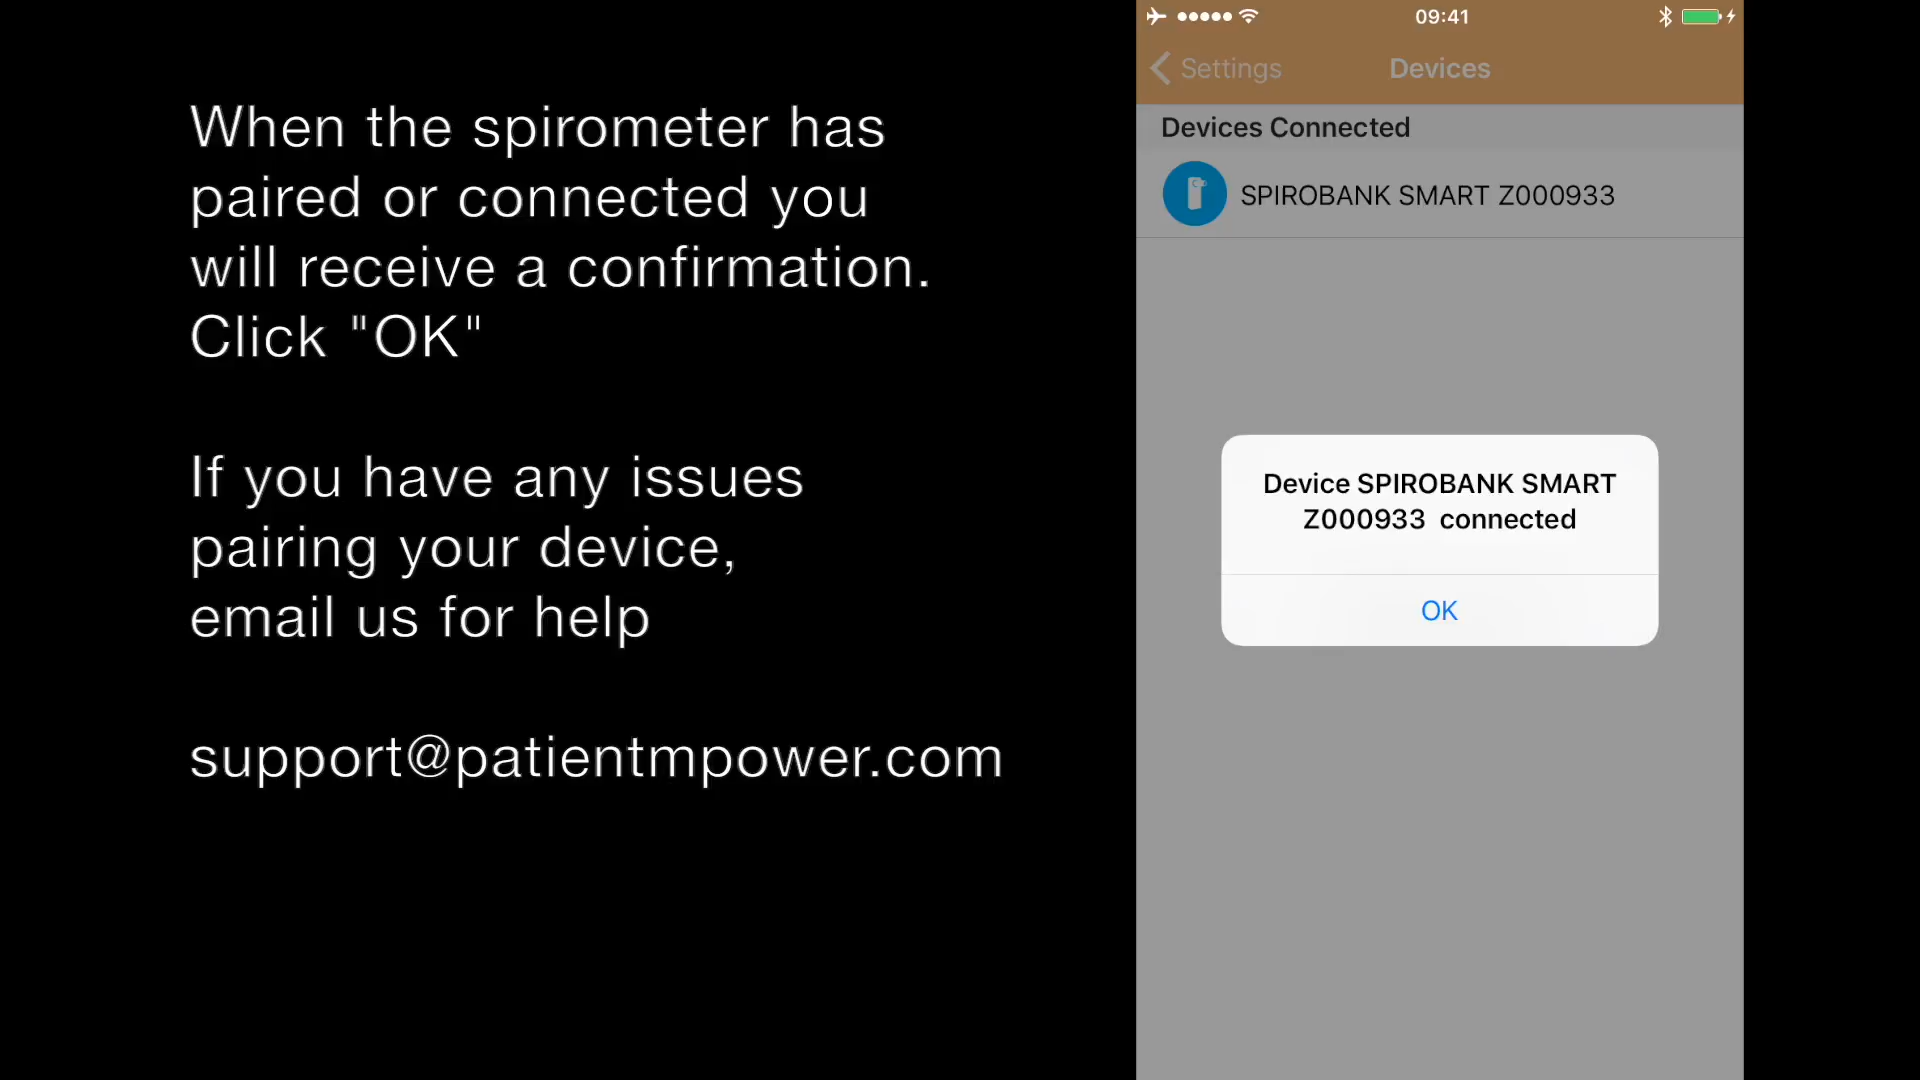 When the spirometer has
paired or connected you
will receive a confirmation.
Click "OK"
If you have any issues
pairing your device,
email us for help
support@patientmpower.com
09:41
Settings
Devices
Devices Connected
SPIROBANK SMART Z000933
Device SPIROBANK SMART
Z000933 connected
OK